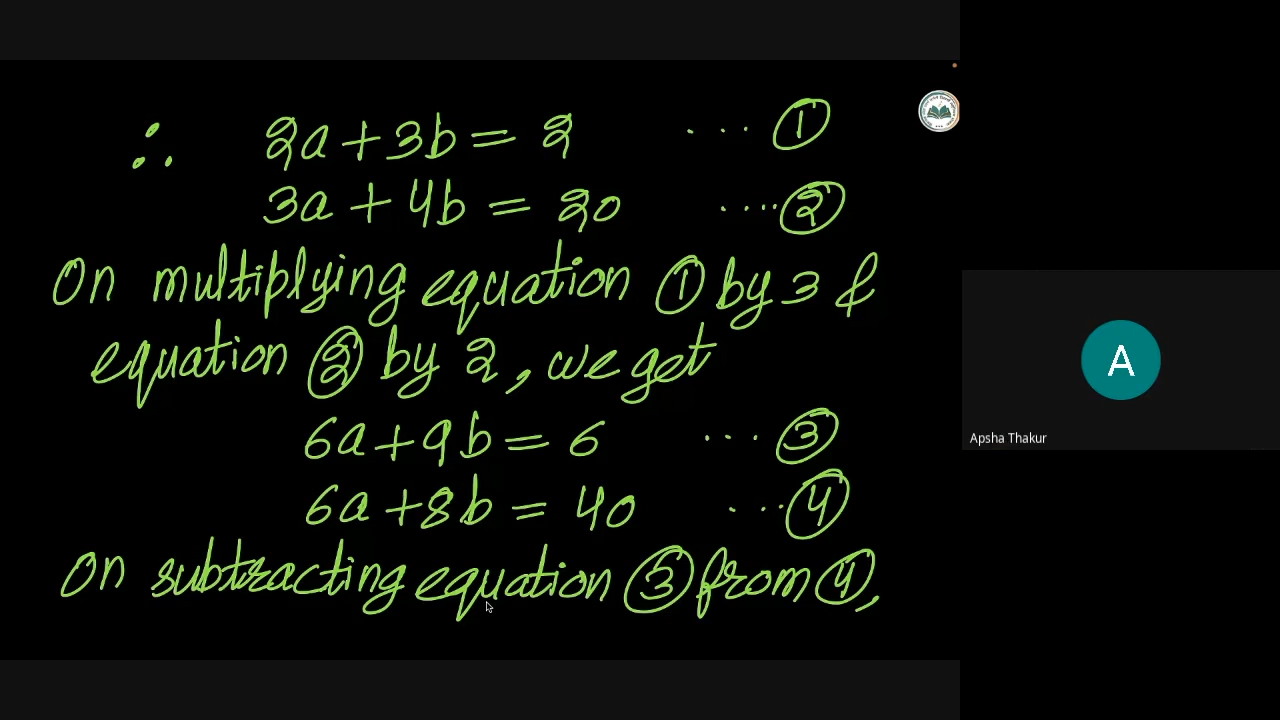 ∴ 2a + 3b = 2 ... ①
3a + 4b = 20 .... ②
On multiplying equation ① by 3 &
equation ② by 2, we get
6a + 9b = 6 ... ③
6a + 8b = 40 ... ④
On subtracting equation ③ from ④,
A
Apsha Thakur